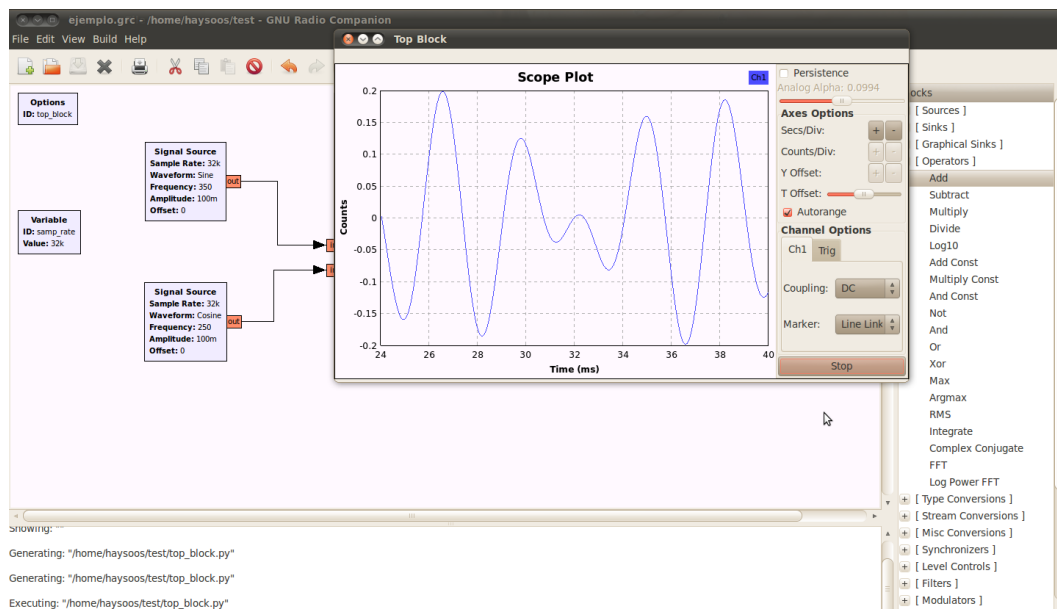 ejemplo.grc - /home/haysoos/test - GNU Radio Companion
File Edit View Build Help
Options
ID: top_block
Variable
ID: samp_rate
Value: 32k
Signal Source
Sample Rate: 32k
Waveform: Sine
Frequency: 350
Amplitude: 100m
Offset: 0
out
Signal Source
Sample Rate: 32k
Waveform: Cosine
Frequency: 250
Amplitude: 100m
Offset: 0
out
Top Block
Scope Plot
Ch1
Counts
0.2
0.15
0.1
0.05
0
-0.05
-0.1
-0.15
-0.2
24 26 28 30 32 34 36 38 40
Time (ms)
Persistence
Analog Alpha: 0.0994
Axes Options
Secs/Div: + -
Counts/Div: + -
Y Offset: + -
T Offset:
Autorange
Channel Options
Ch1 Trig
Coupling: DC
Marker: Line Link
Stop
ocks
[ Sources ]
[ Sinks ]
[ Graphical Sinks ]
[ Operators ]
Add
Subtract
Multiply
Divide
Log10
Add Const
Multiply Const
And Const
Not
And
Or
Xor
Max
Argmax
RMS
Integrate
Complex Conjugate
FFT
Log Power FFT
+ [ Type Conversions ]
+ [ Stream Conversions ]
+ [ Misc Conversions ]
+ [ Synchronizers ]
+ [ Level Controls ]
+ [ Filters ]
+ [ Modulators ]
Showing: ""
Generating: "/home/haysoos/test/top_block.py"
Generating: "/home/haysoos/test/top_block.py"
Executing: "/home/haysoos/test/top_block.py"